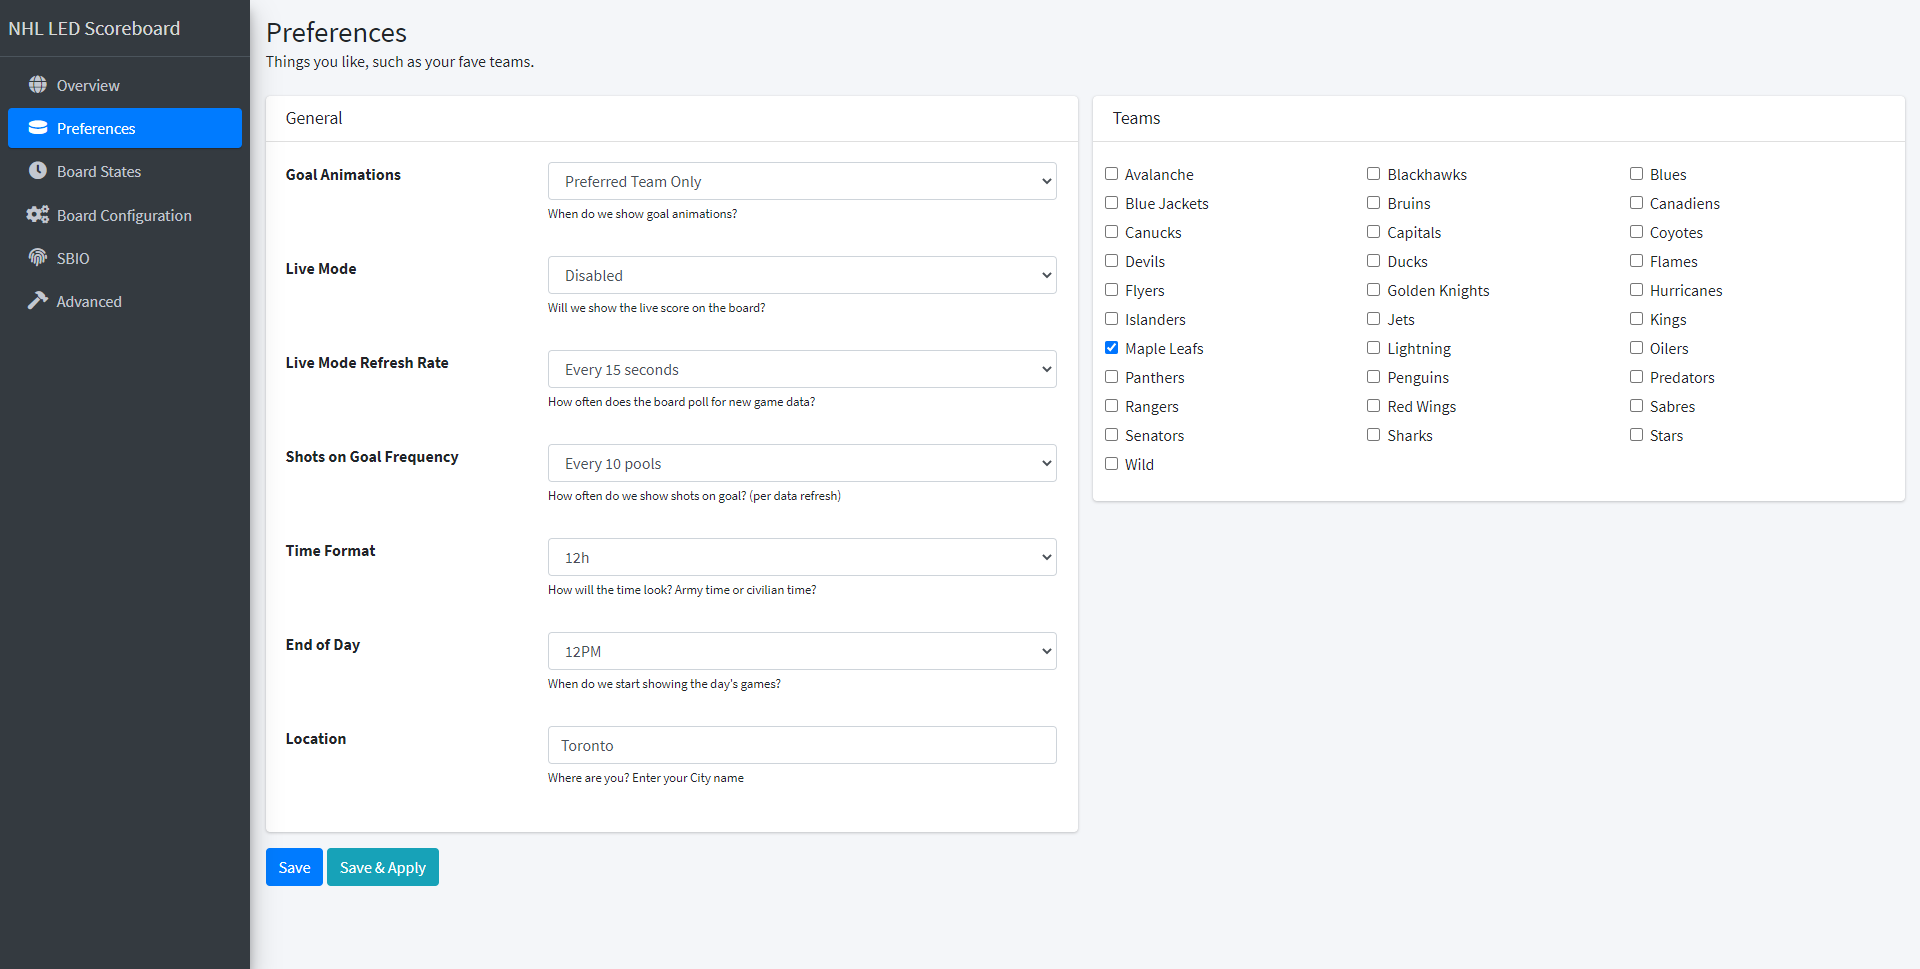 NHL LED Scoreboard
Overview
Preferences
Board States
Board Configuration
SBIO
Advanced
Preferences
Things you like, such as your fave teams.
General
Goal Animations
Preferred Team Only
When do we show goal animations?
Live Mode
Disabled
Will we show the live score on the board?
Live Mode Refresh Rate
Every 15 seconds
How often does the board poll for new game data?
Shots on Goal Frequency
Every 10 pools
How often do we show shots on goal? (per data refresh)
Time Format
12h
How will the time look? Army time or civilian time?
End of Day
12PM
When do we start showing the day's games?
Location
Toronto
Where are you? Enter your City name
Save
Save & Apply
Teams
Avalanche Blackhawks Blues
Blue Jackets Bruins Canadiens
Canucks Capitals Coyotes
Devils Ducks Flames
Flyers Golden Knights Hurricanes
Islanders Jets Kings
Maple Leafs Lightning Oilers
Panthers Penguins Predators
Rangers Red Wings Sabres
Senators Sharks Stars
Wild